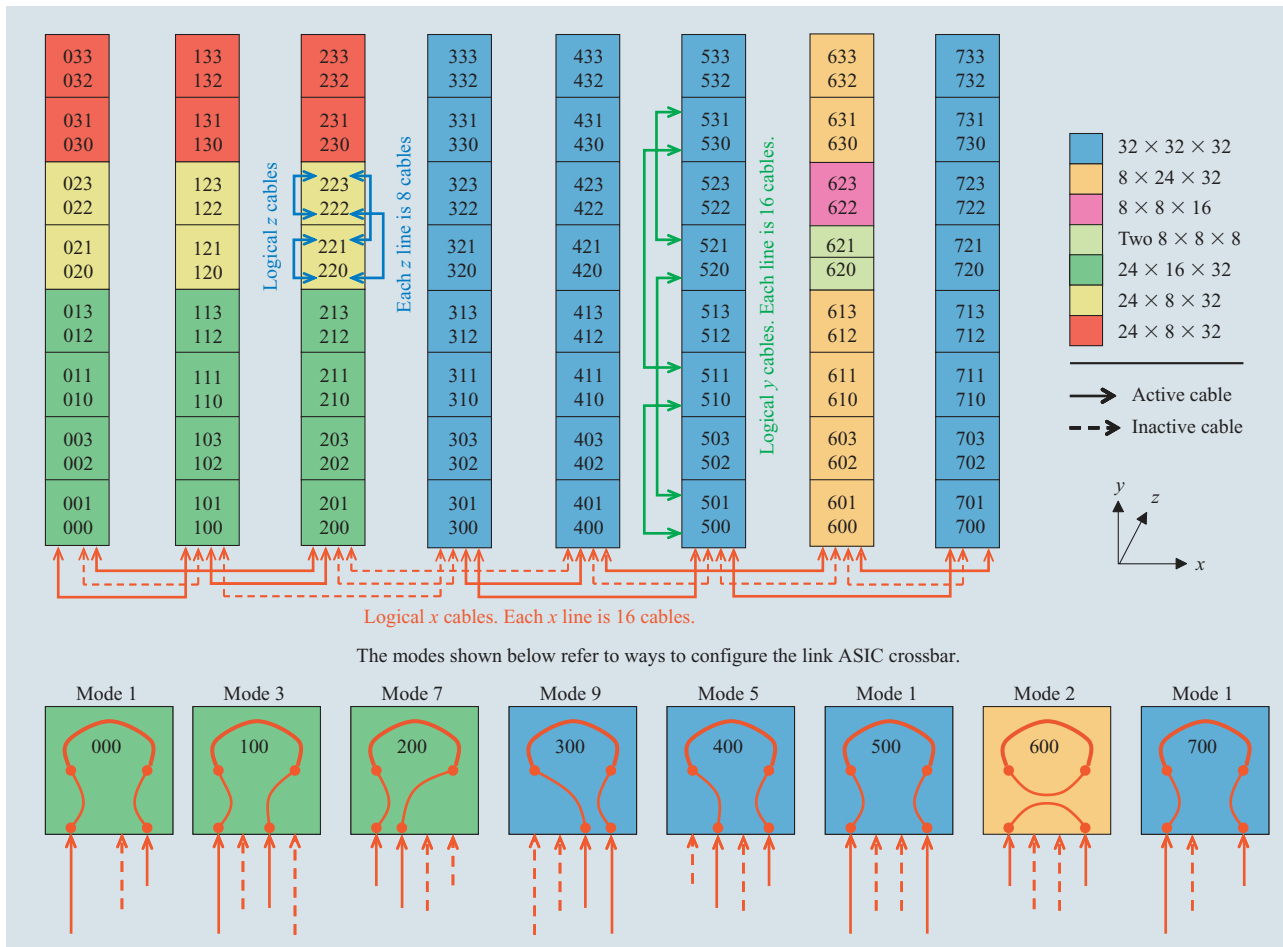 033 133 233 333 433 533 633 733
032 132 232 332 432 532 632 732
031 131 231 331 431 531 631 731
030 130 230 330 430 530 630 730
023 123 223 323 423 523 623 723
022 122 222 322 422 522 622 722
021 121 221 321 421 521 621 721
020 120 220 320 420 520 620 720
013 113 213 313 413 513 613 713
012 112 212 312 412 512 612 712
011 111 211 311 411 511 611 711
010 110 210 310 410 510 610 710
003 103 203 303 403 503 603 703
002 102 202 302 402 502 602 702
001 101 201 301 401 501 601 701
000 100 200 300 400 500 600 700
Logical z cables
Each z line is 8 cables
Logical y cables. Each line is 16 cables.
32 × 32 × 32
8 × 24 × 32
8 × 8 × 16
Two 8 × 8 × 8
24 × 16 × 32
24 × 8 × 32
24 × 8 × 32
Active cable
Inactive cable
y
z
x
Logical x cables. Each x line is 16 cables.
The modes shown below refer to ways to configure the link ASIC crossbar.
Mode 1 Mode 3 Mode 7 Mode 9 Mode 5 Mode 1 Mode 2 Mode 1
000 100 200 300 400 500 600 700